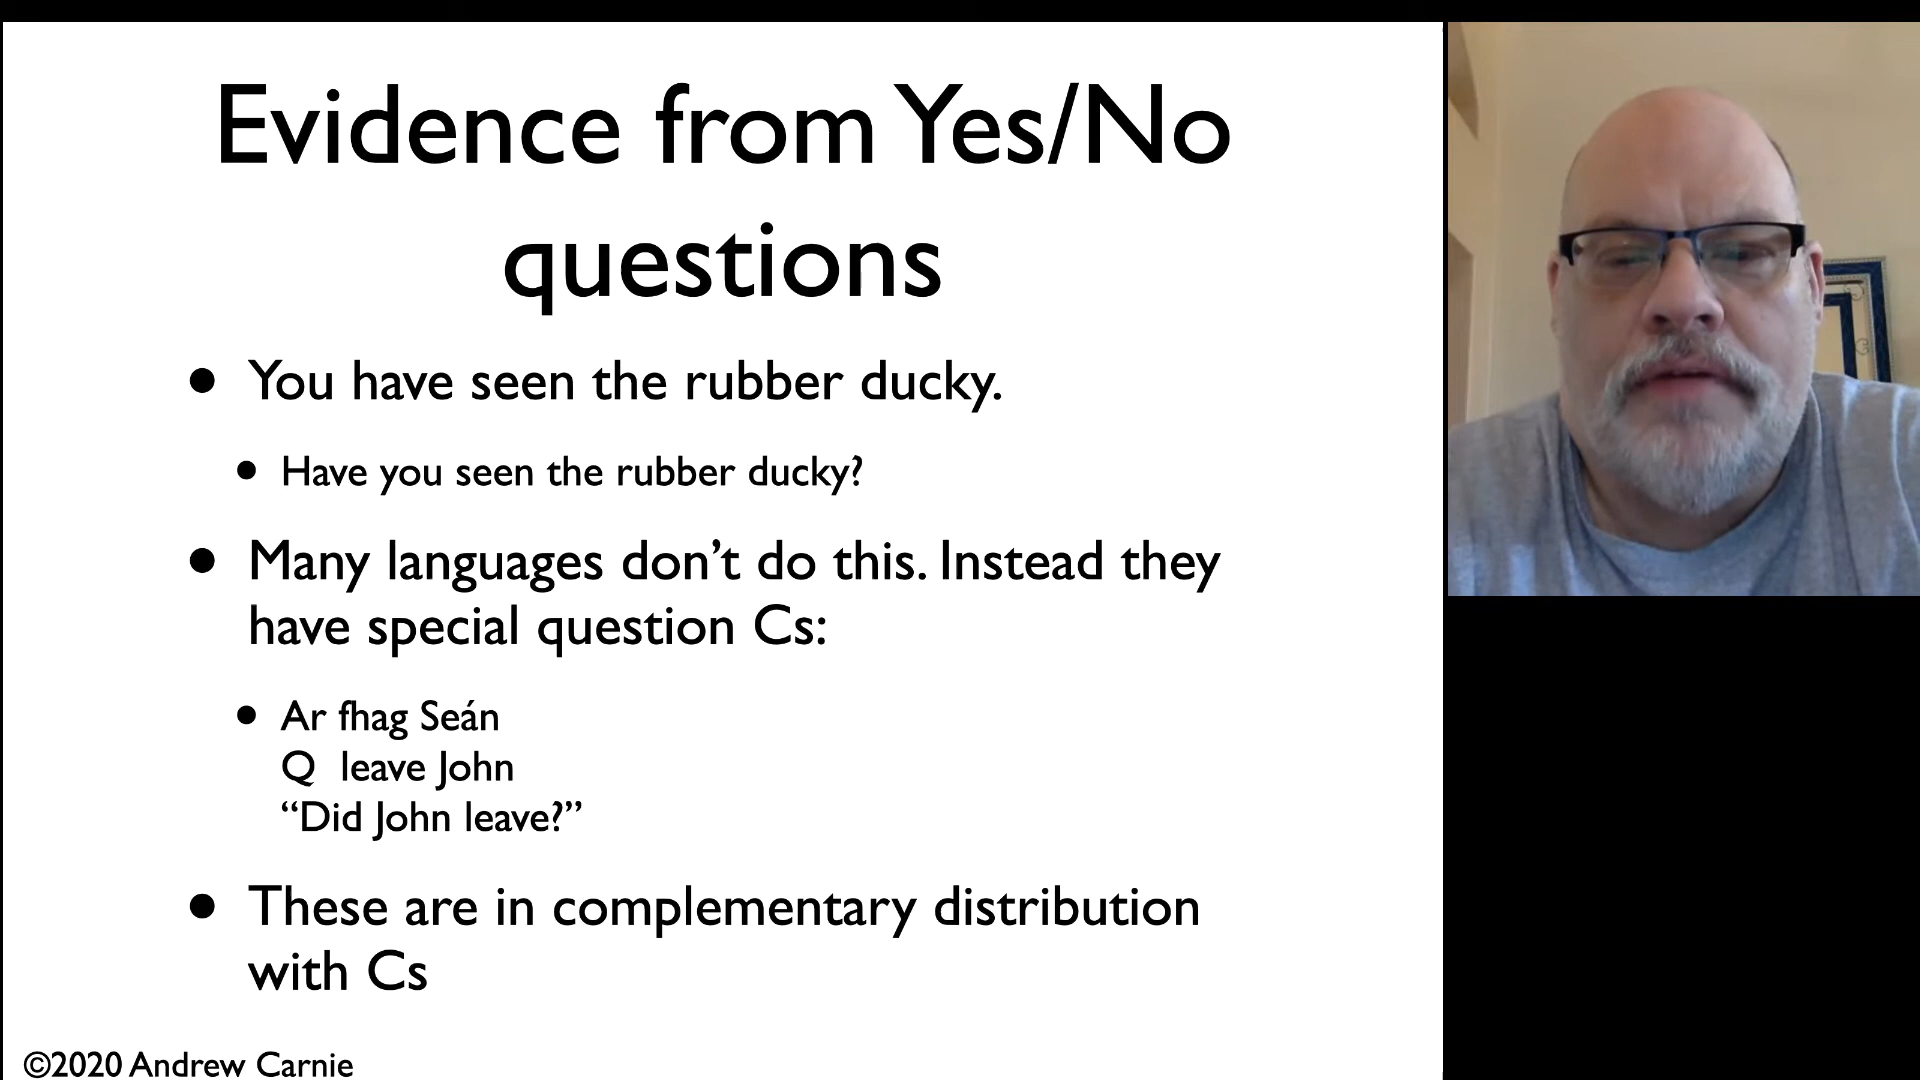 Evidence from Yes/No
questions
• You have seen the rubber ducky.
• Have you seen the rubber ducky?
• Many languages don’t do this. Instead they
have special question Cs:
• Ar fhag Seán
Q leave John
“Did John leave?”
• These are in complementary distribution
with Cs
©2020 Andrew Carnie